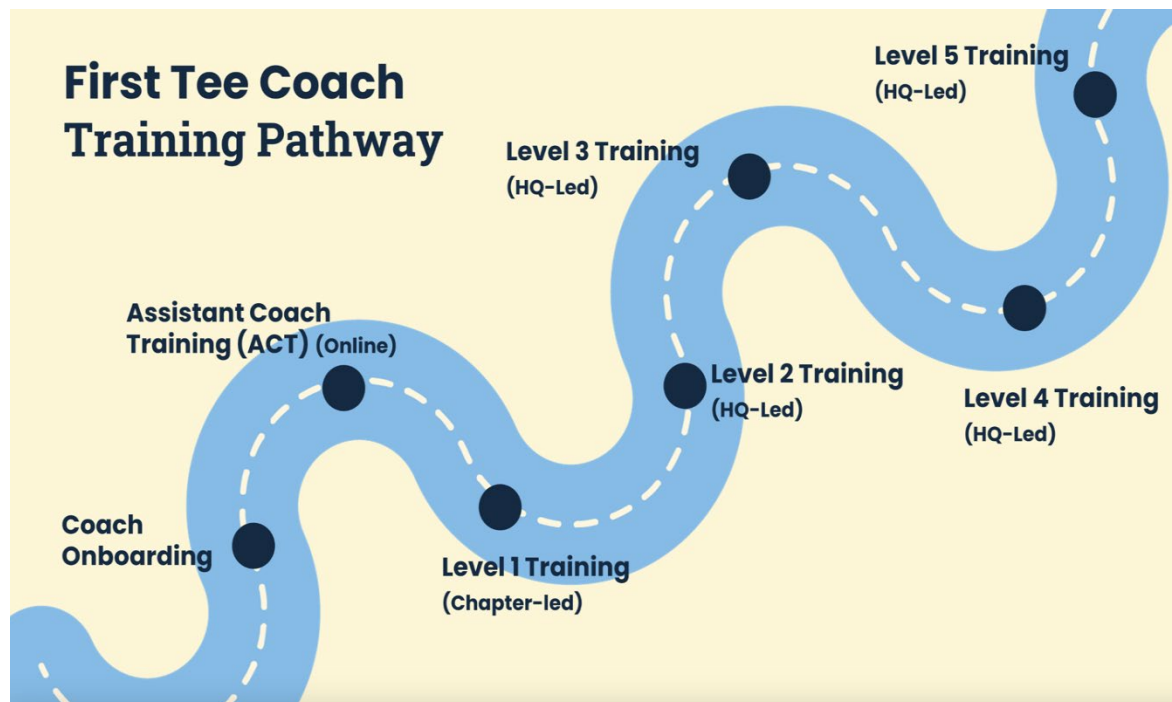 First Tee Coach
Training Pathway
Coach
Onboarding
Assistant Coach
Training (ACT) (Online)
Level 1 Training
(Chapter-led)
Level 2 Training
(HQ-Led)
Level 3 Training
(HQ-Led)
Level 4 Training
(HQ-Led)
Level 5 Training
(HQ-Led)